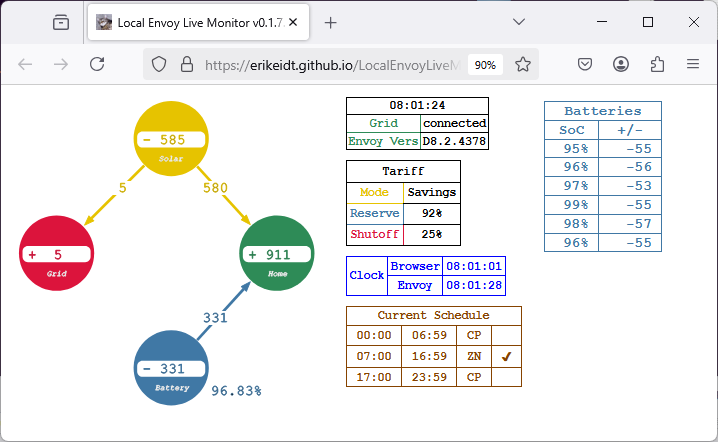 Local Envoy Live Monitor v0.1.7
https://erikeidt.github.io/LocalEnvoyLiveM
90%
- 585
Solar
5
580
+ 5
Grid
+ 911
Home
331
- 331
Battery
96.83%
08:01:24
Grid connected
Envoy Vers D8.2.4378
Tariff
Mode Savings
Reserve 92%
Shutoff 25%
Clock
Browser 08:01:01
Envoy 08:01:28
Current Schedule
00:00 06:59 CP
07:00 16:59 ZN ✔
17:00 23:59 CP
Batteries
SoC +/-
95% -55
96% -56
97% -53
99% -55
98% -57
96% -55